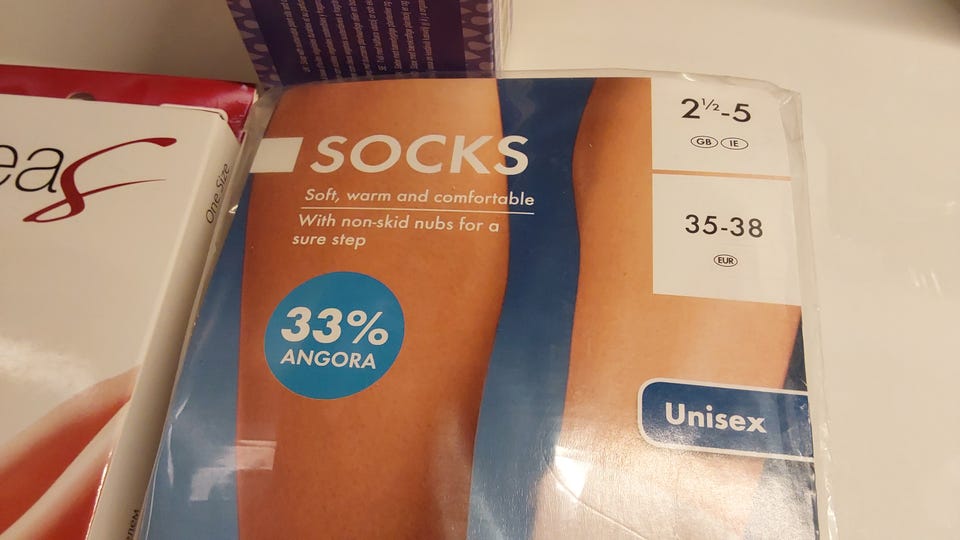 SOCKS
Soft, warm and comfortable
With non-skid nubs for a
sure step
33%
ANGORA
2½-5
GB IE
35-38
EUR
Unisex
One Size